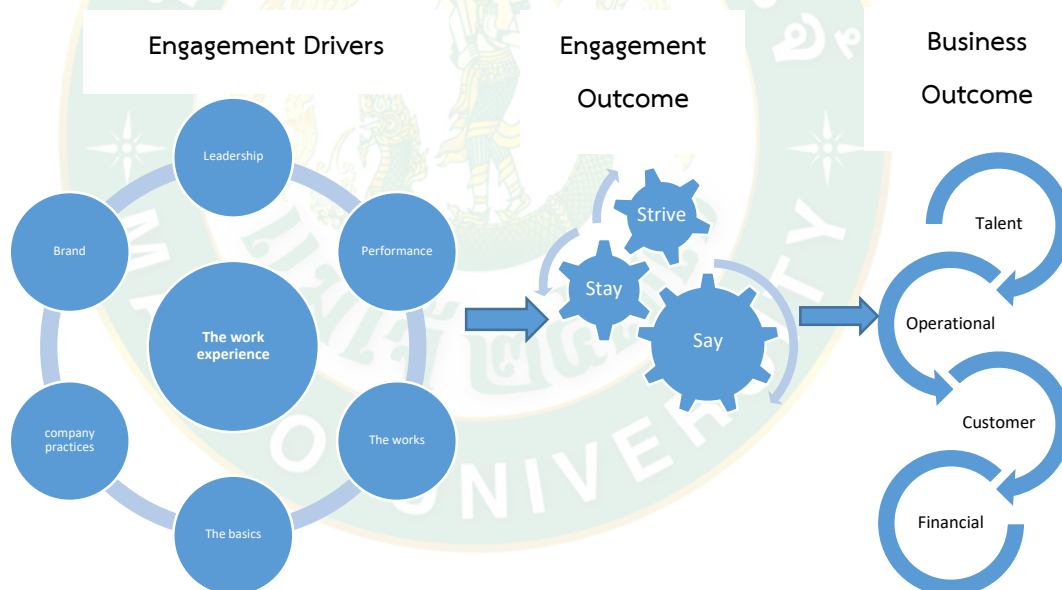 Engagement Drivers
Engagement
Outcome
Business
Outcome
Leadership
Performance
The works
The basics
company
practices
Brand
The work
experience
Strive
Stay
Say
Talent
Operational
Customer
Financial
UNIVERSITY